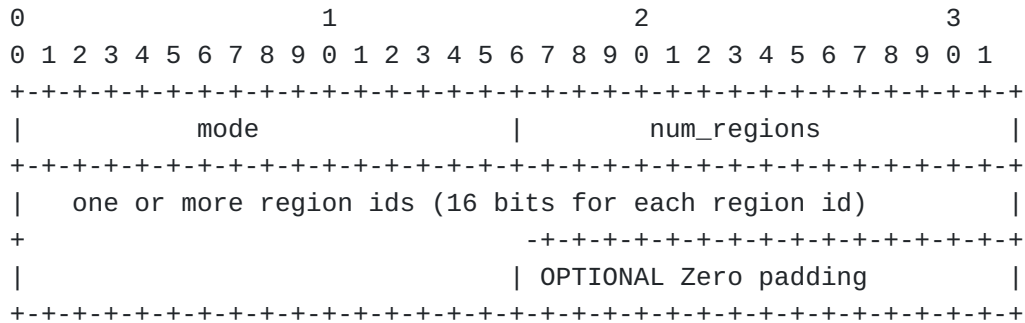 0                   1                   2                   3
0 1 2 3 4 5 6 7 8 9 0 1 2 3 4 5 6 7 8 9 0 1 2 3 4 5 6 7 8 9 0 1
+-+-+-+-+-+-+-+-+-+-+-+-+-+-+-+-+-+-+-+-+-+-+-+-+-+-+-+-+-+-+-+-+
|           mode                |        num_regions            |
+-+-+-+-+-+-+-+-+-+-+-+-+-+-+-+-+-+-+-+-+-+-+-+-+-+-+-+-+-+-+-+-+
|   one or more region ids (16 bits for each region id)         |
+                                -+-+-+-+-+-+-+-+-+-+-+-+-+-+-+-+
|                               | OPTIONAL Zero padding         |
+-+-+-+-+-+-+-+-+-+-+-+-+-+-+-+-+-+-+-+-+-+-+-+-+-+-+-+-+-+-+-+-+